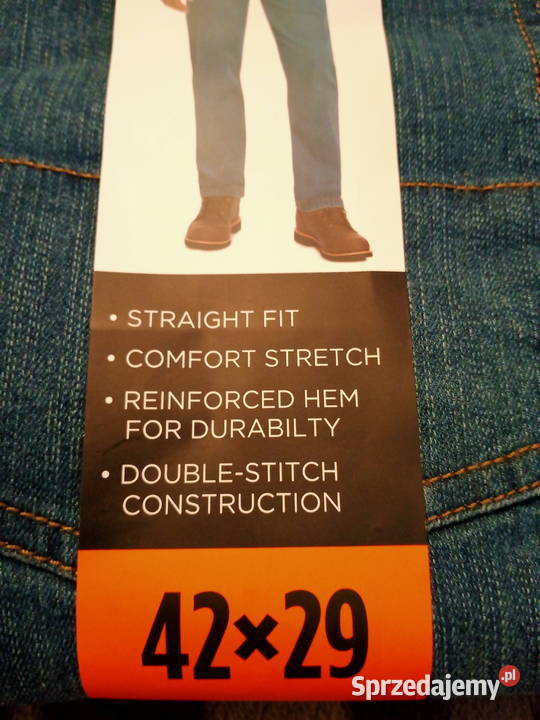 • STRAIGHT FIT
• COMFORT STRETCH
• REINFORCED HEM
FOR DURABILTY
• DOUBLE-STITCH
CONSTRUCTION
42×29
Sprzedajemy.pl